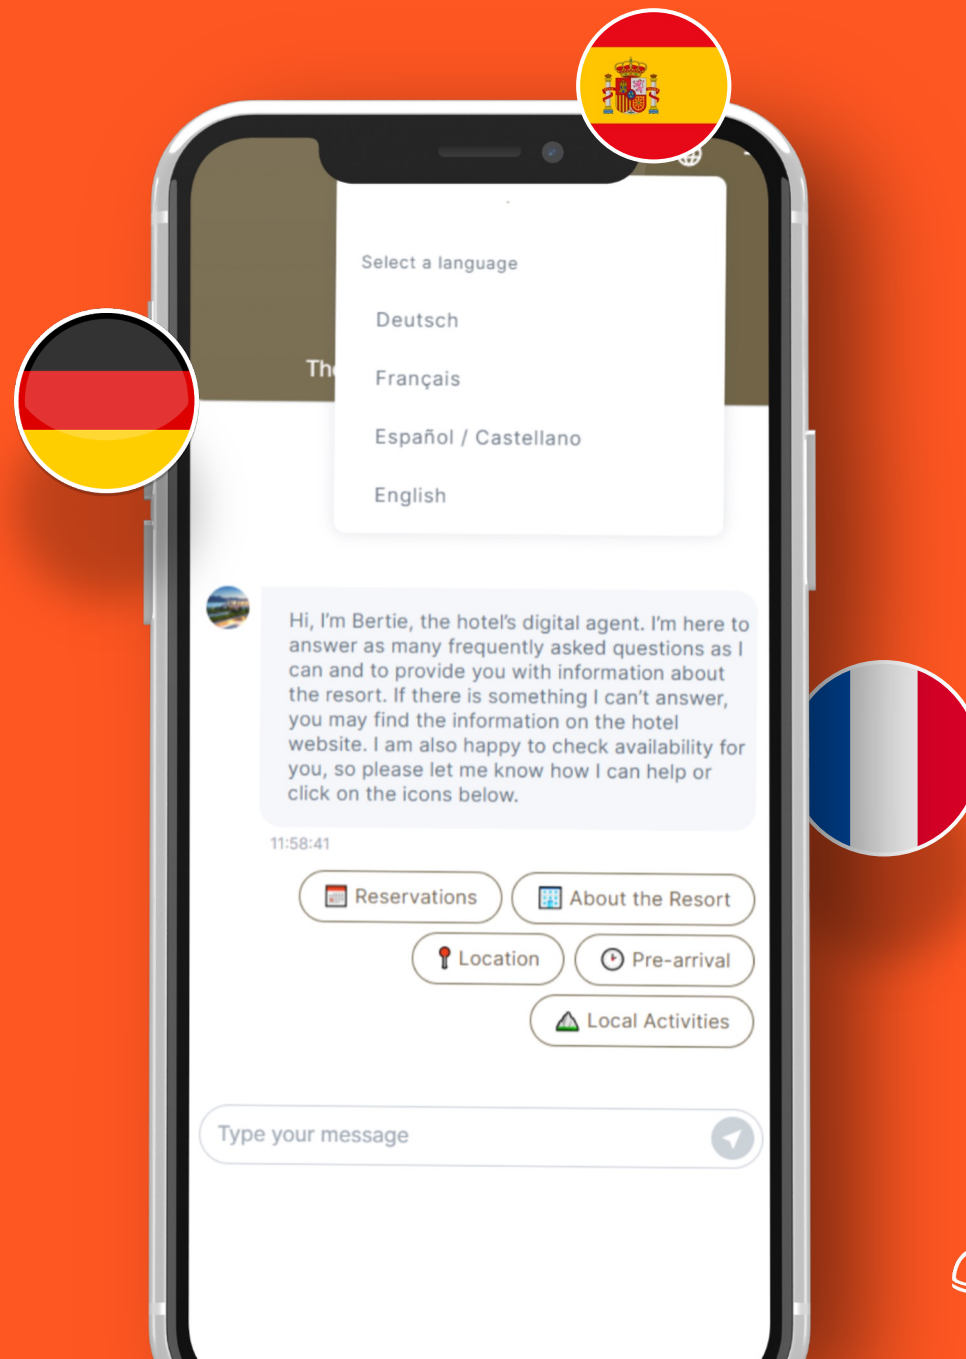 Select a language
Deutsch
Français
Español / Castellano
English
Hi, I'm Bertie, the hotel's digital agent. I'm here to
answer as many frequently asked questions as I
can and to provide you with information about
the resort. If there is something I can't answer,
you may find the information on the hotel
website. I am also happy to check availability for
you, so please let me know how I can help or
click on the icons below.
11:58:41
Reservations
About the Resort
Location
Pre-arrival
Local Activities
Type your message